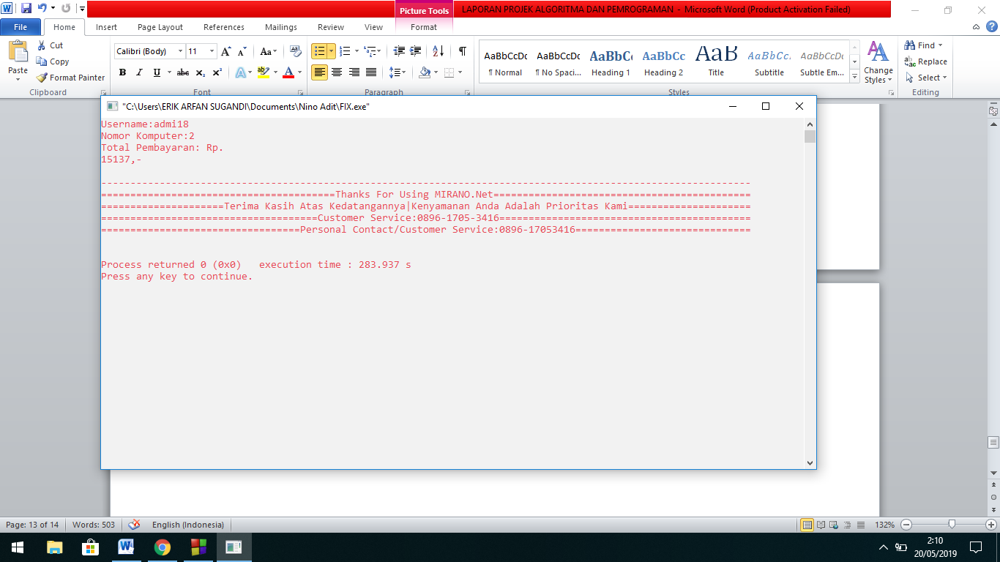 Picture Tools
LAPORAN PROJEK ALGORITMA DAN PEMROGRAMAN - Microsoft Word (Product Activation Failed)
File Home Insert Page Layout References Mailings Review View Format
Paste
Cut
Copy
Format Painter
Clipboard
Calibri (Body) 11
Font
Paragraph
AaBbCcDc AaBbCcDc AaBbCc AaBbCc AaB AaBbCc. AaBbCcDc
¶ Normal ¶ No Spaci... Heading 1 Heading 2 Title Subtitle Subtle Em...
Change Styles
Styles
Find
Replace
Select
Editing
"C:\Users\ERIK ARFAN SUGANDI\Documents\Nino Adit\FIX.exe"
Username:admi18
Nomor Komputer:2
Total Pembayaran: Rp.
15137,-
---------------------------------------------------------------------------------------------------------------
========================================Thanks For Using MIRANO.Net============================================
=====================Terima Kasih Atas Kedatangannya|Kenyamanan Anda Adalah Prioritas Kami=====================
=====================================Customer Service:0896-1705-3416===========================================
==================================Personal Contact/Customer Service:0896-17053416==============================
Process returned 0 (0x0)   execution time : 283.937 s
Press any key to continue.
Page: 13 of 14 Words: 503 English (Indonesia) 132%
2:10
20/05/2019